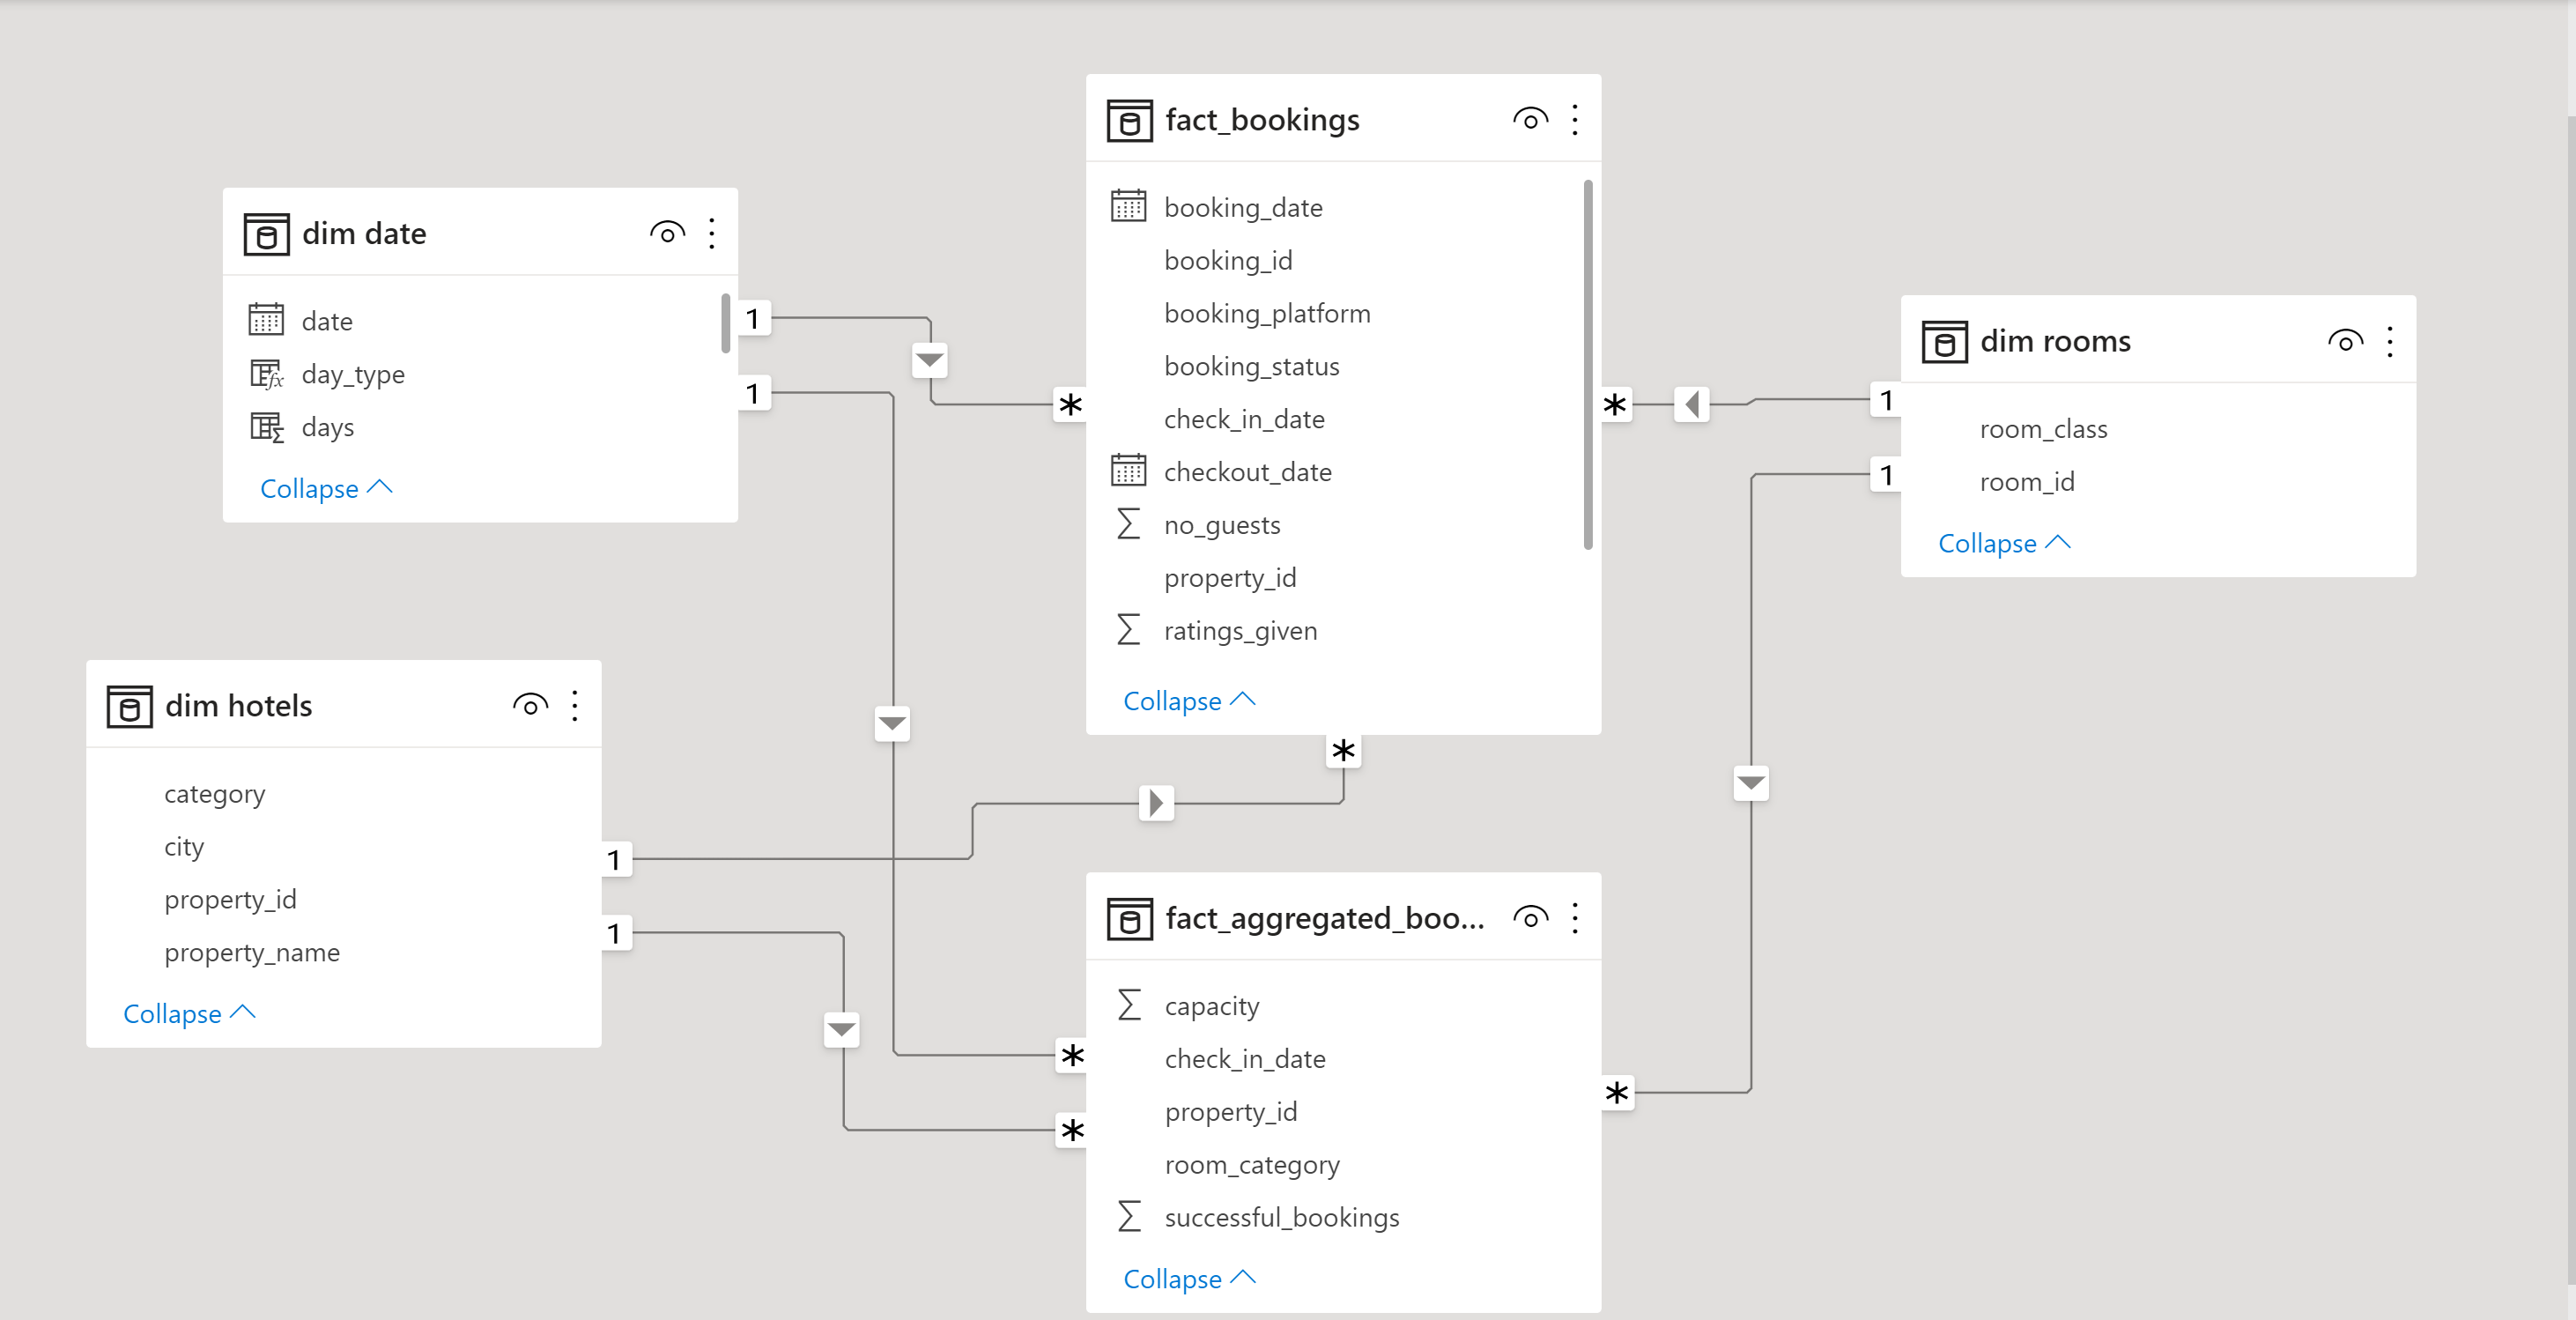 fact_bookings
booking_date
booking_id
booking_platform
booking_status
check_in_date
checkout_date
no_guests
property_id
ratings_given
Collapse
dim date
date
day_type
days
Collapse
dim rooms
room_class
room_id
Collapse
dim hotels
category
city
property_id
property_name
Collapse
fact_aggregated_boo...
capacity
check_in_date
property_id
room_category
successful_bookings
Collapse
1
1
*
*
1
1
*
1
1
*
*
*